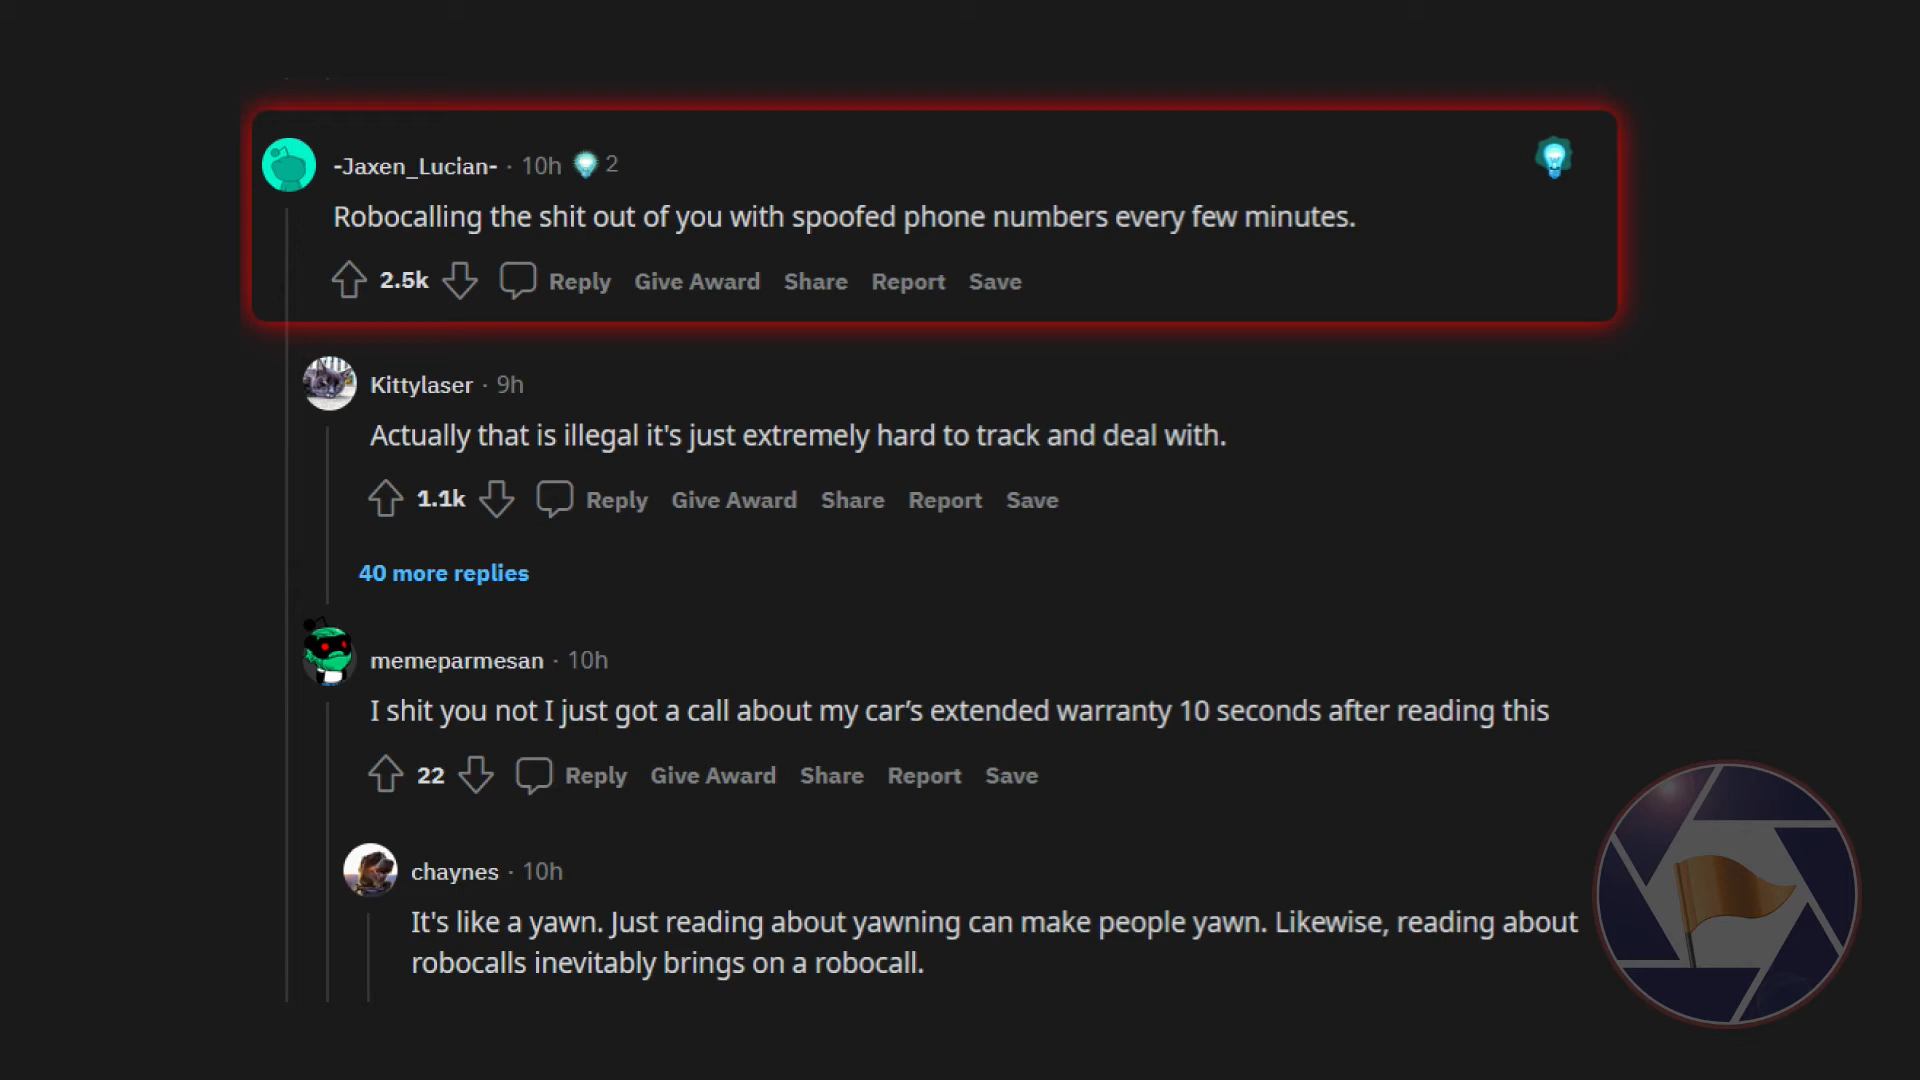 -Jaxen_Lucian- · 10h 2
Robocalling the shit out of you with spoofed phone numbers every few minutes.
2.5k Reply Give Award Share Report Save
Kittylaser · 9h
Actually that is illegal it's just extremely hard to track and deal with.
1.1k Reply Give Award Share Report Save
40 more replies
memeparmesan · 10h
I shit you not I just got a call about my car’s extended warranty 10 seconds after reading this
22 Reply Give Award Share Report Save
chaynes · 10h
It's like a yawn. Just reading about yawning can make people yawn. Likewise, reading about
robocalls inevitably brings on a robocall.